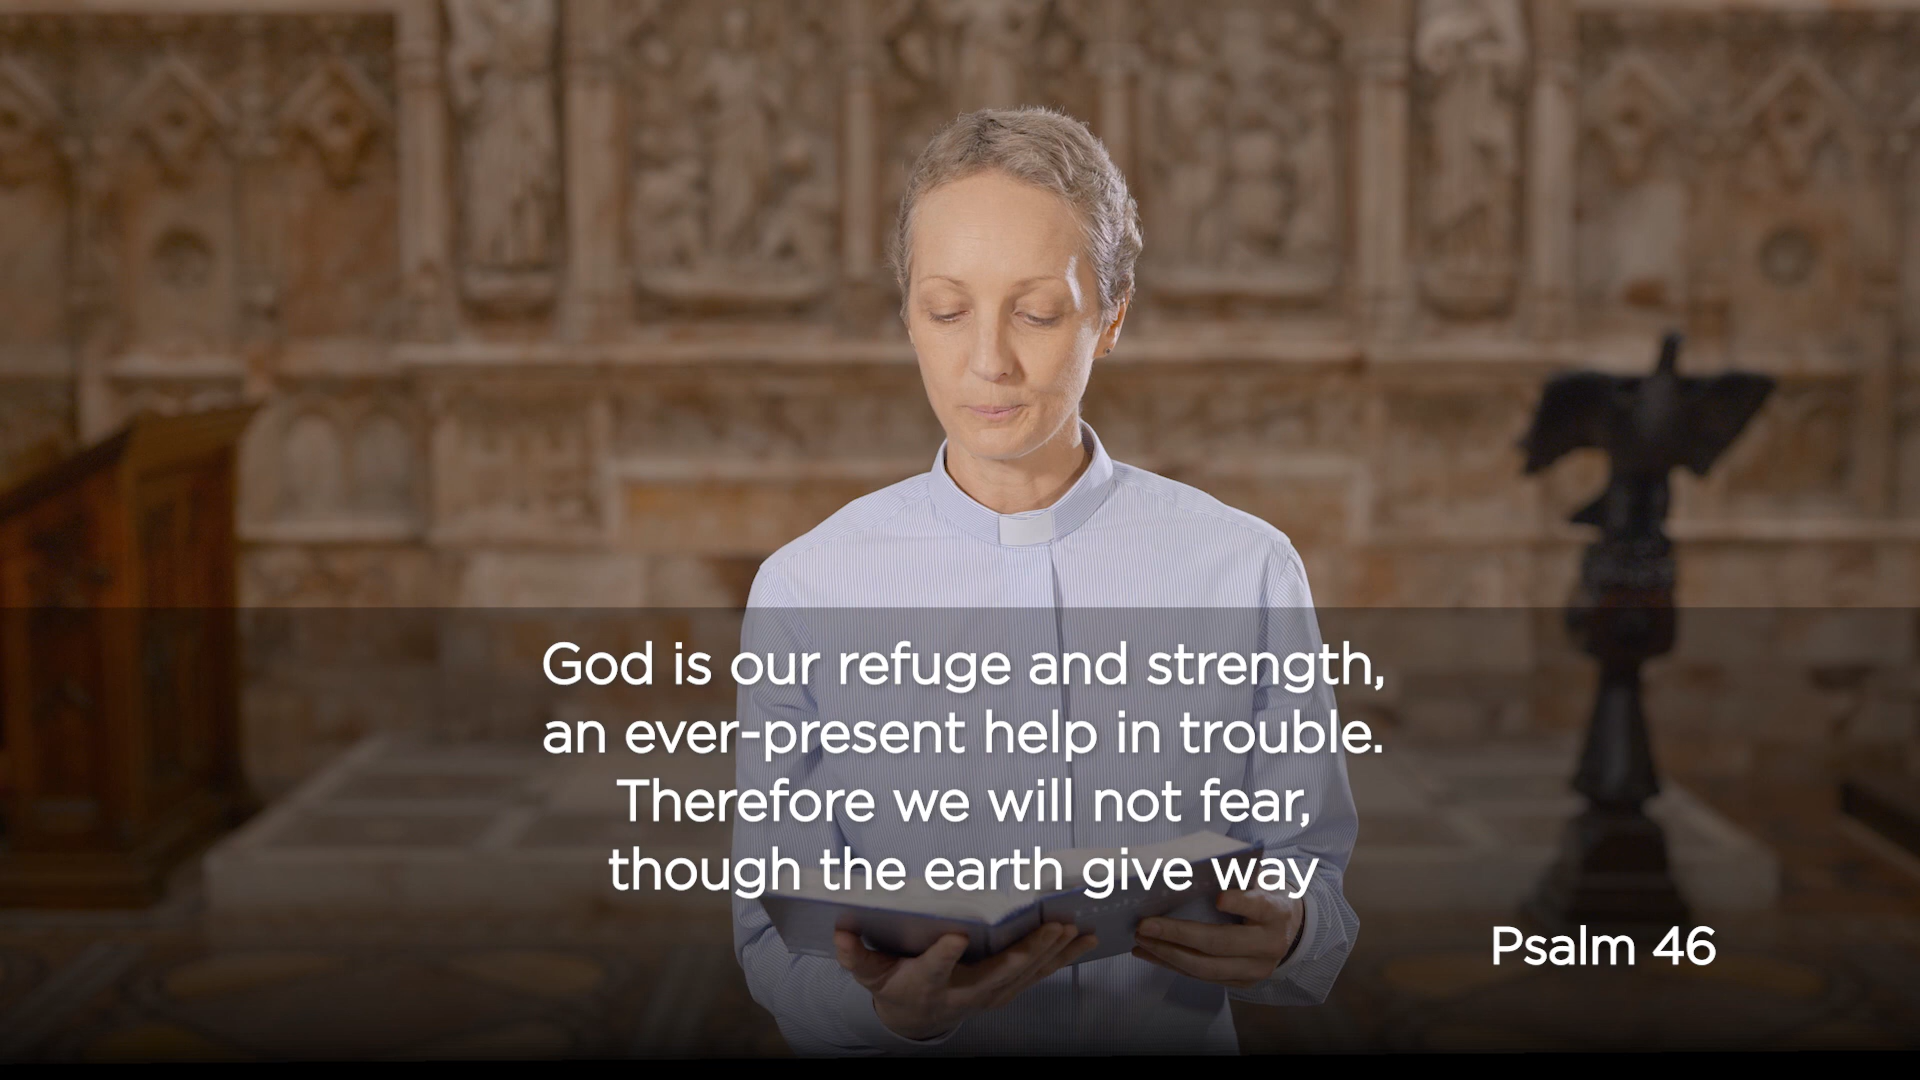 God is our refuge and strength,
an ever-present help in trouble.
Therefore we will not fear,
though the earth give way
Psalm 46